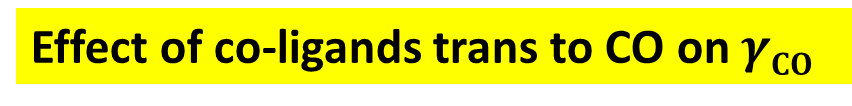 Effect of co-ligands trans to CO on γCO